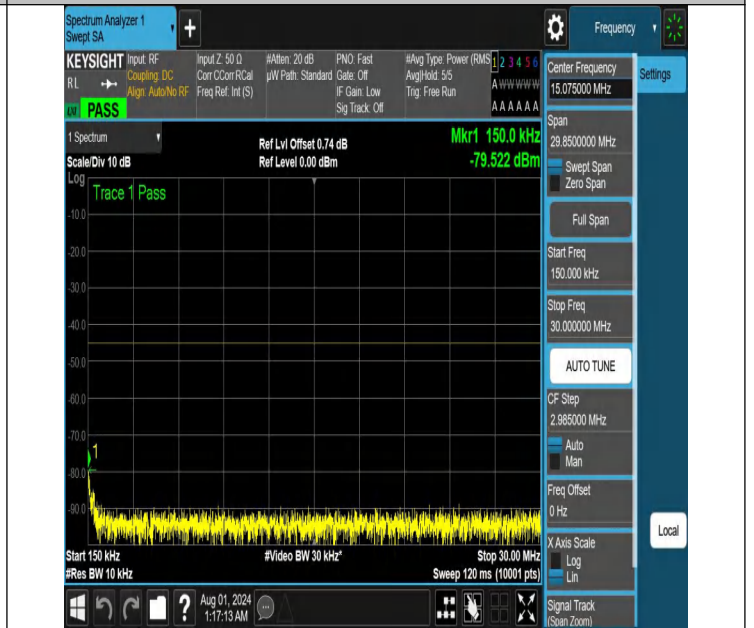 Spectrum Analyzer 1
Swept SA
+
Frequency
KEYSIGHT
RL
PASS
Input: RF
Coupling: DC
Align: Auto/No RF
Input Z: 50 Ω
Corr CCorr RCal
Freq Ref: Int (S)
#Atten: 20 dB
µW Path: Standard
PNO: Fast
Gate: Off
IF Gain: Low
Sig Track: Off
#Avg Type: Power (RMS
Avg|Hold: 5/5
Trig: Free Run
1 2 3 4 5 6
A W W W W W
A A A A A A
1 Spectrum
Scale/Div 10 dB
Ref Lvl Offset 0.74 dB
Ref Level 0.00 dBm
Mkr1 150.0 kHz
-79.522 dBm
Log
Trace 1 Pass
-10.0
-20.0
-30.0
-40.0
-50.0
-60.0
-70.0
1
-80.0
-90.0
Start 150 kHz
#Video BW 30 kHz*
Stop 30.00 MHz
#Res BW 10 kHz
Sweep 120 ms (10001 pts)
Center Frequency
15.075000 MHz
Settings
Span
29.8500000 MHz
Swept Span
Zero Span
Full Span
Start Freq
150.000 kHz
Stop Freq
30.000000 MHz
AUTO TUNE
CF Step
2.985000 MHz
Auto
Man
Freq Offset
0 Hz
Local
X Axis Scale
Log
Lin
Signal Track
(Span Zoom)
?
Aug 01, 2024
1:17:13 AM